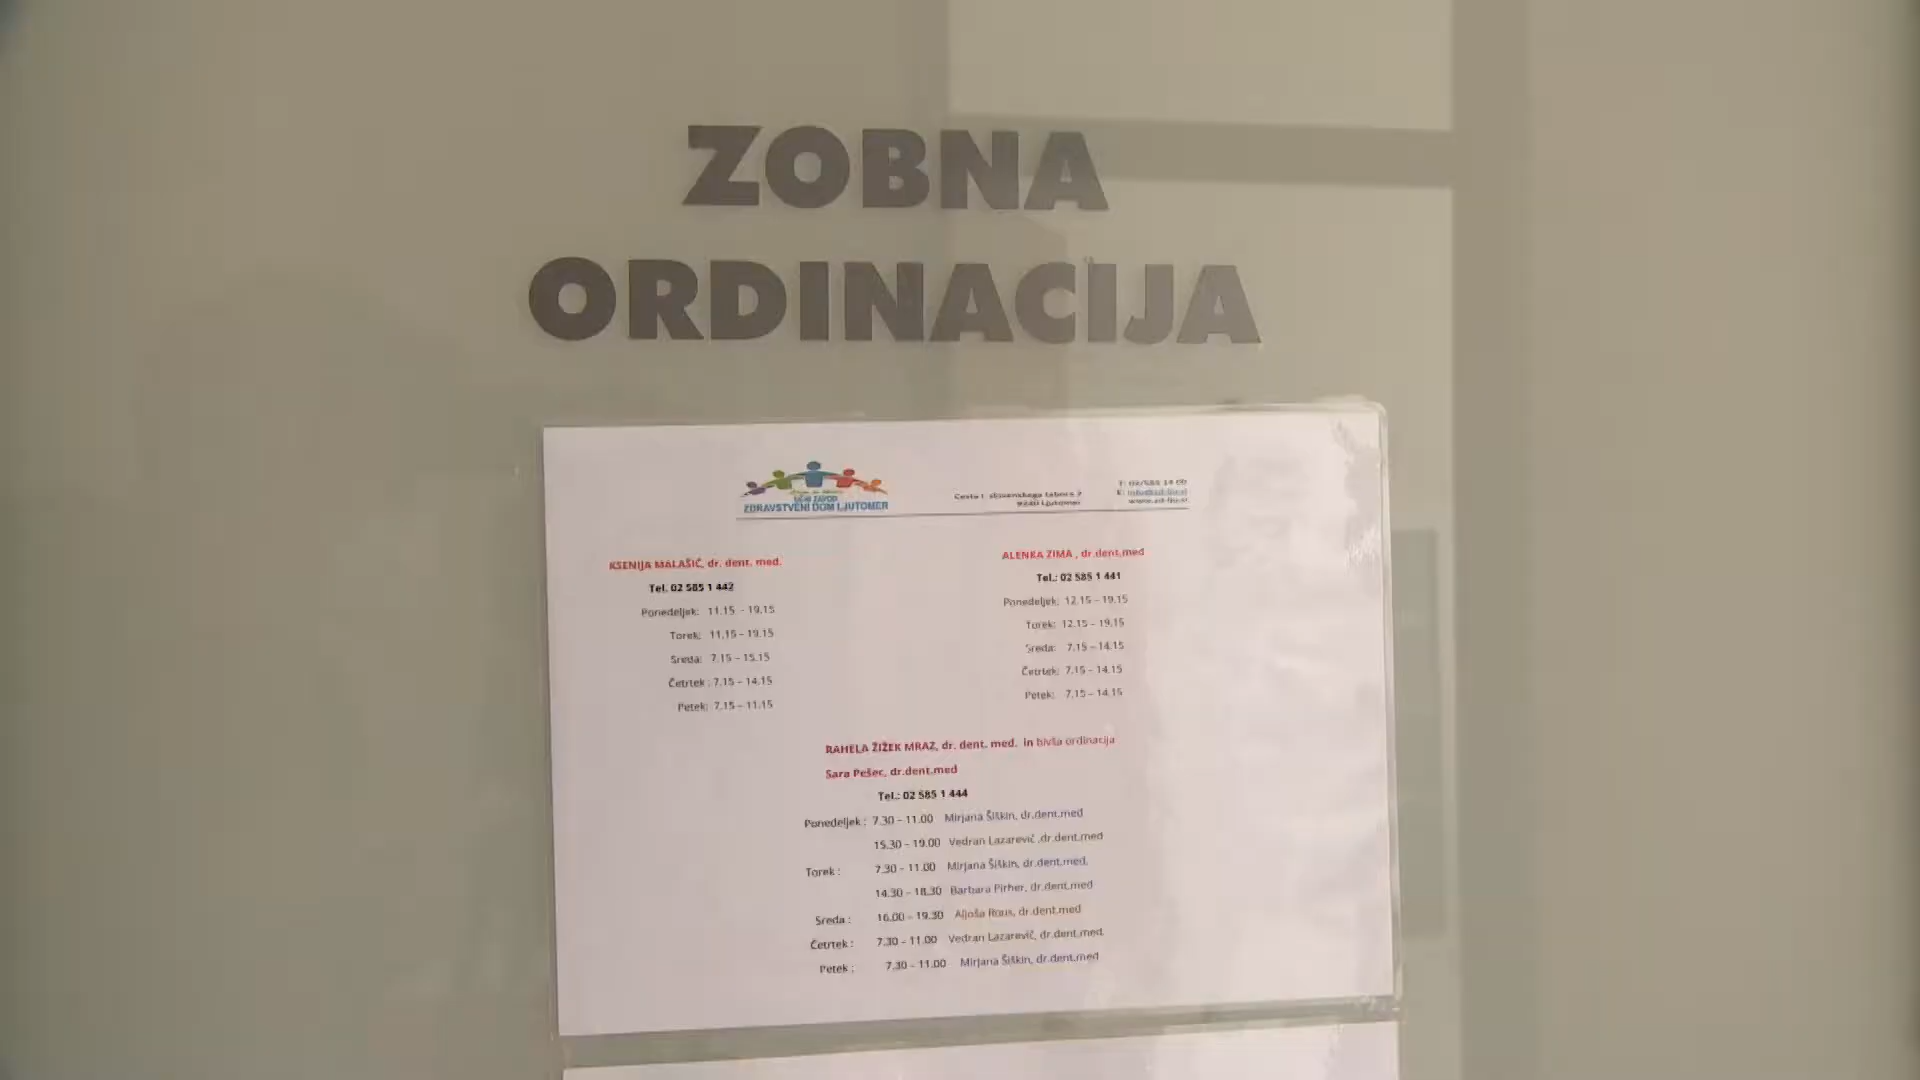 ZOBNA
ORDINACIJA
ZDRAVSTVENI DOM LJUTOMER
KSENIJA MALAŠIČ, dr. dent. med.
Tel. 02 585 1 442
Ponedeljek: 11.15 - 19.15
Torek: 11.15 – 19.15
Sreda: 7.15 – 15.15
Četrtek : 7.15 – 14.15
Petek: 7.15 – 11.15
ALENKA ZIMA , dr.dent.med
Tel.: 02 585 1 441
Ponedeljek: 12.15 – 19.15
Torek: 12.15 – 19.15
Sreda: 7.15 – 14.15
Četrtek: 7.15 – 14.15
Petek: 7.15 – 14.15
RAHELA ŽIŽEK MRAZ, dr. dent. med. in bivša ordinacija
Sara Pešec, dr.dent.med
Tel.: 02 585 1 444
Ponedeljek : 7.30 – 11.00 Mirjana Šiškin, dr.dent.med
15.30 – 19.00 Vedran Lazarevič ,dr.dent.med
Torek : 7.30 – 11.00 Mirjana Šiškin, dr.dent.med.
14.30 – 18.30 Barbara Pirher, dr.dent.med
Sreda : 16.00 – 19.30 Aljoša Rous, dr.dent.med
Četrtek : 7.30 – 11.00 Vedran Lazarevič, dr.dent.med.
Petek : 7.30 – 11.00 Mirjana Šiškin, dr.dent.med